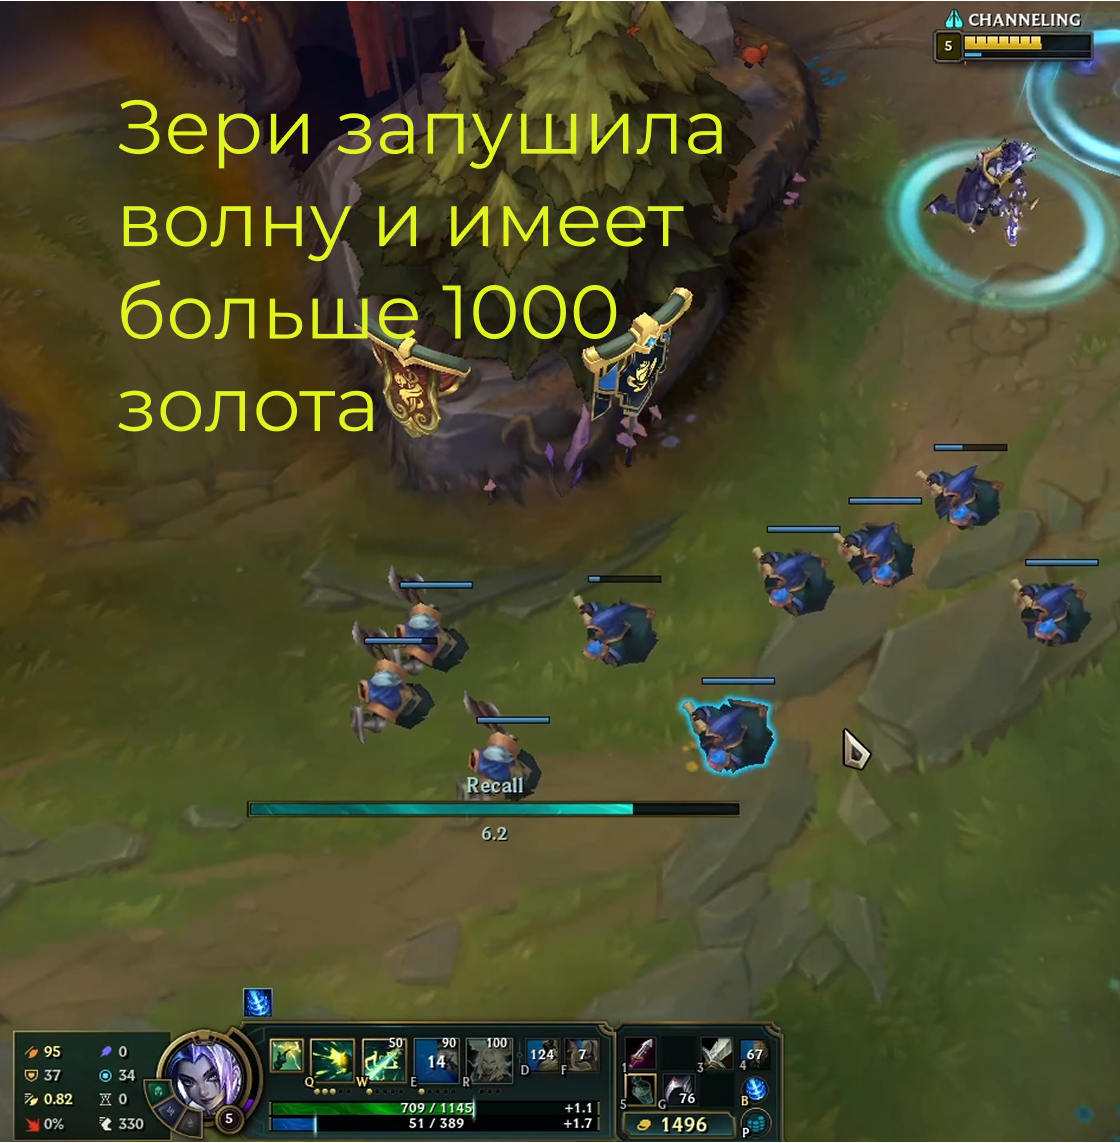 CHANNELING
5
Зери запушила
волну и имеет
больше 1000
золота
Recall
6.2
95 0
37 34
0.82 0
0% 330
5
50 90 100
14 124 7
Q W E R D F
709 / 1145 +1.1
51 / 389 +1.7
67
1 3 4
76
5 G B
1496
P